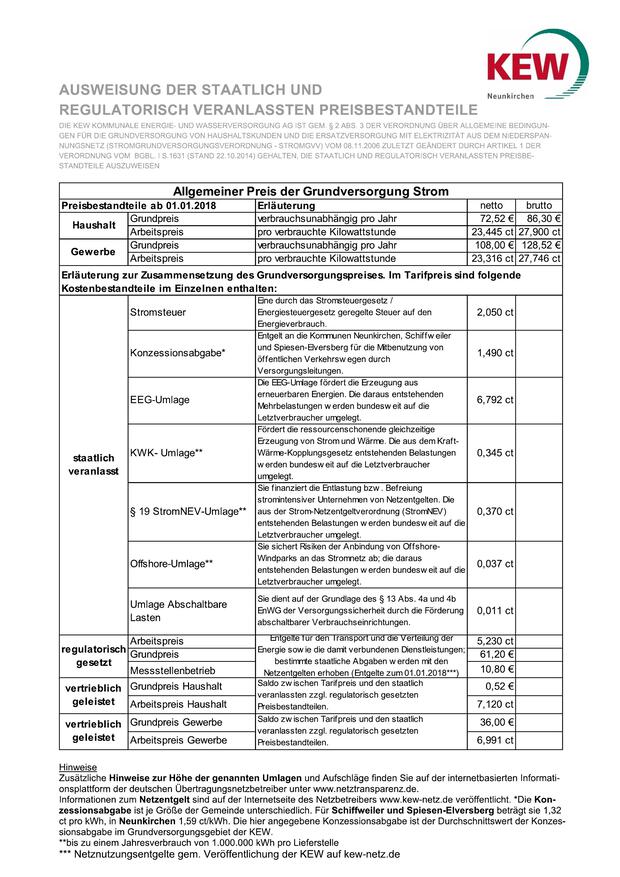 KEW
Neunkirchen
AUSWEISUNG DER STAATLICH UND
REGULATORISCH VERANLASSTEN PREISBESTANDTEILE
DIE KEW KOMMUNALE ENERGIE- UND WASSERVERSORGUNG AG IST GEM. § 2 ABS. 3 DER VERORDNUNG ÜBER ALLGEMEINE BEDINGUN-
GEN FÜR DIE GRUNDVERSORGUNG VON HAUSHALTSKUNDEN UND DIE ERSATZVERSORGUNG MIT ELEKTRIZITÄT AUS DEM NIEDERSPAN-
NUNGSNETZ (STROMGRUNDVERSORGUNGSVERORDNUNG - STROMGVV) VOM 08.11.2006 ZULETZT GEÄNDERT DURCH ARTIKEL 1 DER
VERORDNUNG VOM BGBL. I S.1631 (STAND 22.10.2014) GEHALTEN, DIE STAATLICH UND REGULATORISCH VERANLASSTEN PREISBE-
STANDTEILE AUSZUWEISEN
Allgemeiner Preis der Grundversorgung Strom
Preisbestandteile ab 01.01.2018 Erläuterung netto brutto
Haushalt
Grundpreis verbrauchsunabhängig pro Jahr 72,52 € 86,30 €
Arbeitspreis pro verbrauchte Kilowattstunde 23,445 ct 27,900 ct
Gewerbe
Grundpreis verbrauchsunabhängig pro Jahr 108,00 € 128,52 €
Arbeitspreis pro verbrauchte Kilowattstunde 23,316 ct 27,746 ct
Erläuterung zur Zusammensetzung des Grundversorgungspreises. Im Tarifpreis sind folgende
Kostenbestandteile im Einzelnen enthalten:
staatlich
veranlasst
Stromsteuer
Eine durch das Stromsteuergesetz /
Energiesteuergesetz geregelte Steuer auf den
Energieverbrauch.
2,050 ct
Konzessionsabgabe*
Entgelt an die Kommunen Neunkirchen, Schiffweiler
und Spiesen-Elversberg für die Mitbenutzung von
öffentlichen Verkehrswegen durch
Versorgungsleitungen.
1,490 ct
EEG-Umlage
Die EEG-Umlage fördert die Erzeugung aus
erneuerbaren Energien. Die daraus entstehenden
Mehrbelastungen werden bundesweit auf die
Letztverbraucher umgelegt.
6,792 ct
KWK- Umlage**
Fördert die ressourcenschonende gleichzeitige
Erzeugung von Strom und Wärme. Die aus dem Kraft-
Wärme-Kopplungsgesetz entstehenden Belastungen
werden bundesweit auf die Letztverbraucher
umgelegt.
0,345 ct
§ 19 StromNEV-Umlage**
Sie finanziert die Entlastung bzw. Befreiung
stromintensiver Unternehmen von Netzentgelten. Die
aus der Strom-Netzentgeltverordnung (StromNEV)
entstehenden Belastungen werden bundesweit auf die
Letztverbraucher umgelegt.
0,370 ct
Offshore-Umlage**
Sie sichert Risiken der Anbindung von Offshore-
Windparks an das Stromnetz ab; die daraus
entstehenden Belastungen werden bundesweit auf die
Letztverbraucher umgelegt.
0,037 ct
Umlage Abschaltbare
Lasten
Sie dient auf der Grundlage des § 13 Abs. 4a und 4b
EnWG der Versorgungssicherheit durch die Förderung
abschaltbarer Verbrauchseinrichtungen.
0,011 ct
regulatorisch
gesetzt
Arbeitspreis 5,230 ct
Grundpreis 61,20 €
Messstellenbetrieb 10,80 €
Entgelte für den Transport und die Verteilung der
Energie sowie die damit verbundenen Dienstleistungen;
bestimmte staatliche Abgaben werden mit den
Netzentgelten erhoben (Entgelte zum 01.01.2018***)
vertrieblich
geleistet
Grundpreis Haushalt 0,52 €
Arbeitspreis Haushalt 7,120 ct
Saldo zwischen Tarifpreis und den staatlich
veranlassten zzgl. regulatorisch gesetzten
Preisbestandteilen.
vertrieblich
geleistet
Grundpreis Gewerbe 36,00 €
Arbeitspreis Gewerbe 6,991 ct
Saldo zwischen Tarifpreis und den staatlich
veranlassten zzgl. regulatorisch gesetzten
Preisbestandteilen.
Hinweise
Zusätzliche Hinweise zur Höhe der genannten Umlagen und Aufschläge finden Sie auf der internetbasierten Informati-
onsplattform der deutschen Übertragungsnetzbetreiber unter www.netztransparenz.de.
Informationen zum Netzentgelt sind auf der Internetseite des Netzbetreibers www.kew-netz.de veröffentlicht. *Die Kon-
zessionsabgabe ist je Größe der Gemeinde unterschiedlich. Für Schiffweiler und Spiesen-Elversberg beträgt sie 1,32
ct pro kWh, in Neunkirchen 1,59 ct/kWh. Die hier angegebene Konzessionsabgabe ist der Durchschnittswert der Konzes-
sionsabgabe im Grundversorgungsgebiet der KEW.
**bis zu einem Jahresverbrauch von 1.000.000 kWh pro Lieferstelle
*** Netznutzungsentgelte gem. Veröffentlichung der KEW auf kew-netz.de